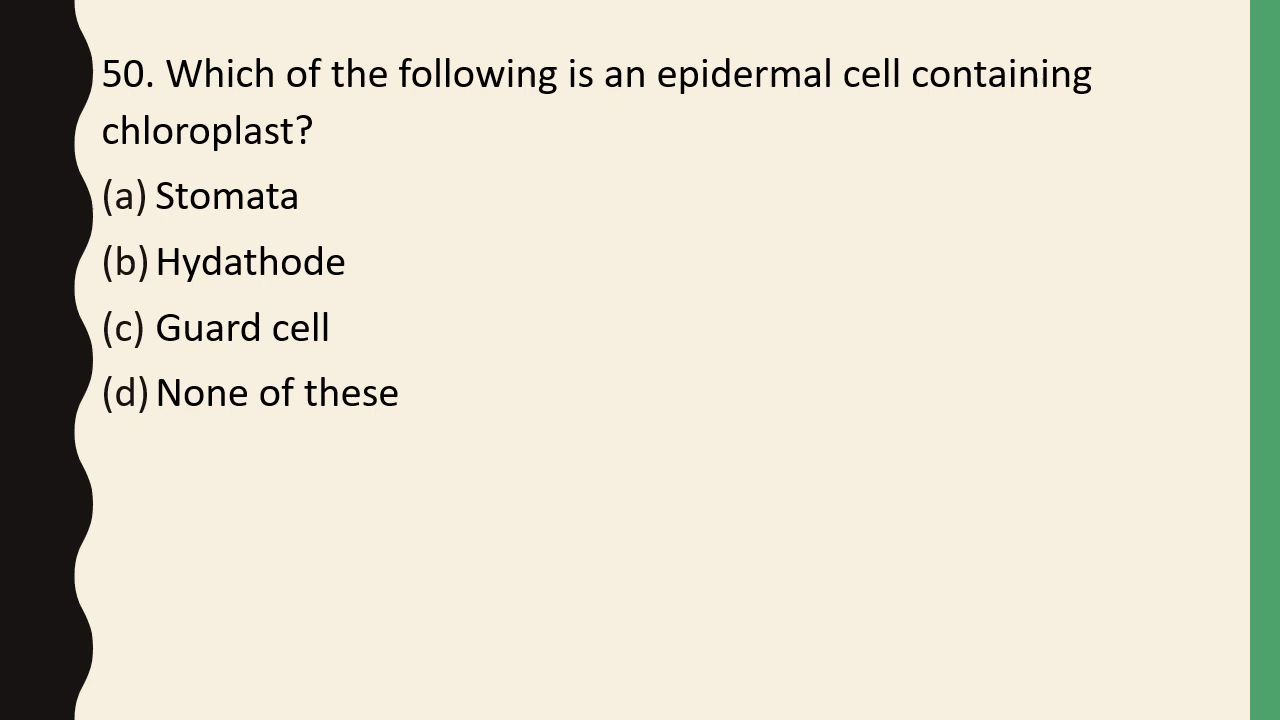 50. Which of the following is an epidermal cell containing
chloroplast?
(a) Stomata
(b) Hydathode
(c) Guard cell
(d) None of these